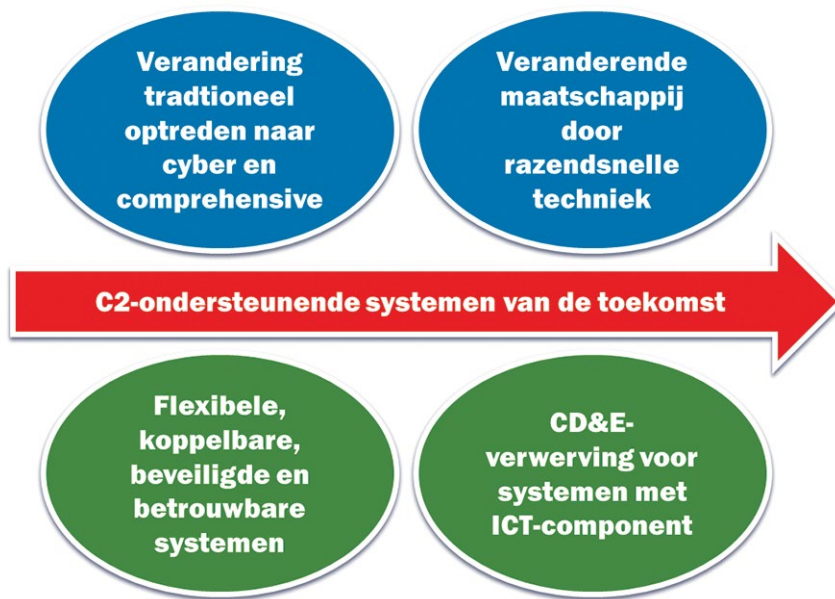 Verandering
tradtioneel
optreden naar
cyber en
comprehensive
Veranderende
maatschappij
door
razendsnelle
techniek
C2-ondersteunende systemen van de toekomst
Flexibele,
koppelbare,
beveiligde en
betrouwbare
systemen
CD&E-
verwerving voor
systemen met
ICT-component